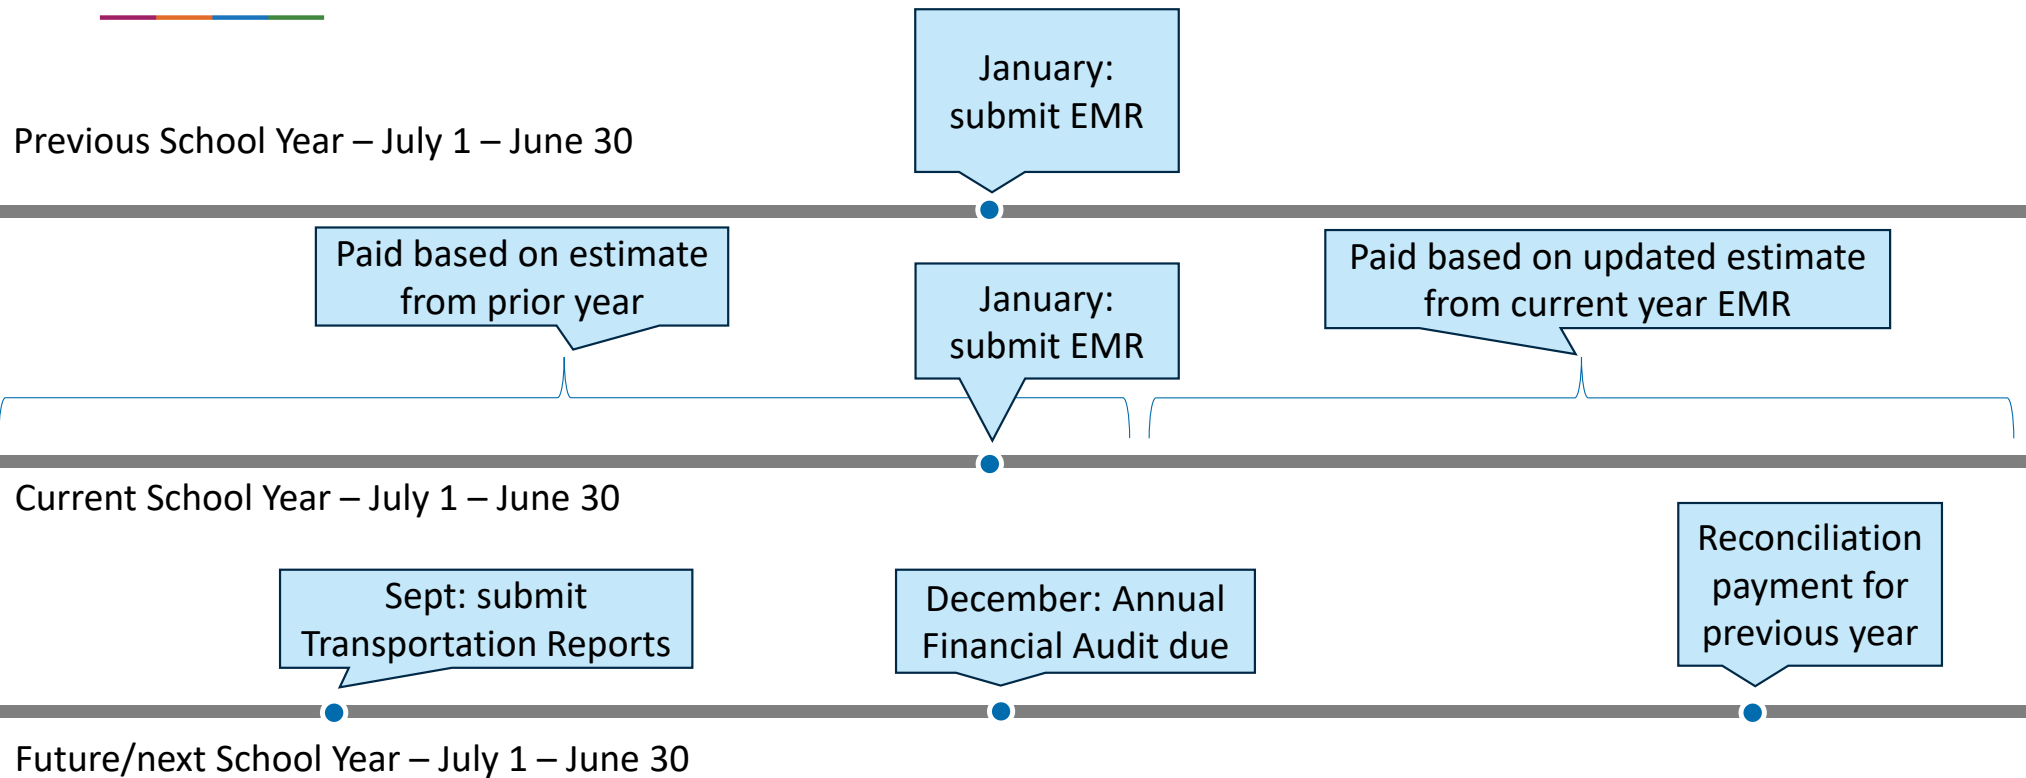 January:
submit EMR
Previous School Year – July 1 – June 30
Paid based on estimate
from prior year
January:
submit EMR
Paid based on updated estimate
from current year EMR
Current School Year – July 1 – June 30
Sept: submit
Transportation Reports
December: Annual
Financial Audit due
Reconciliation
payment for
previous year
Future/next School Year – July 1 – June 30